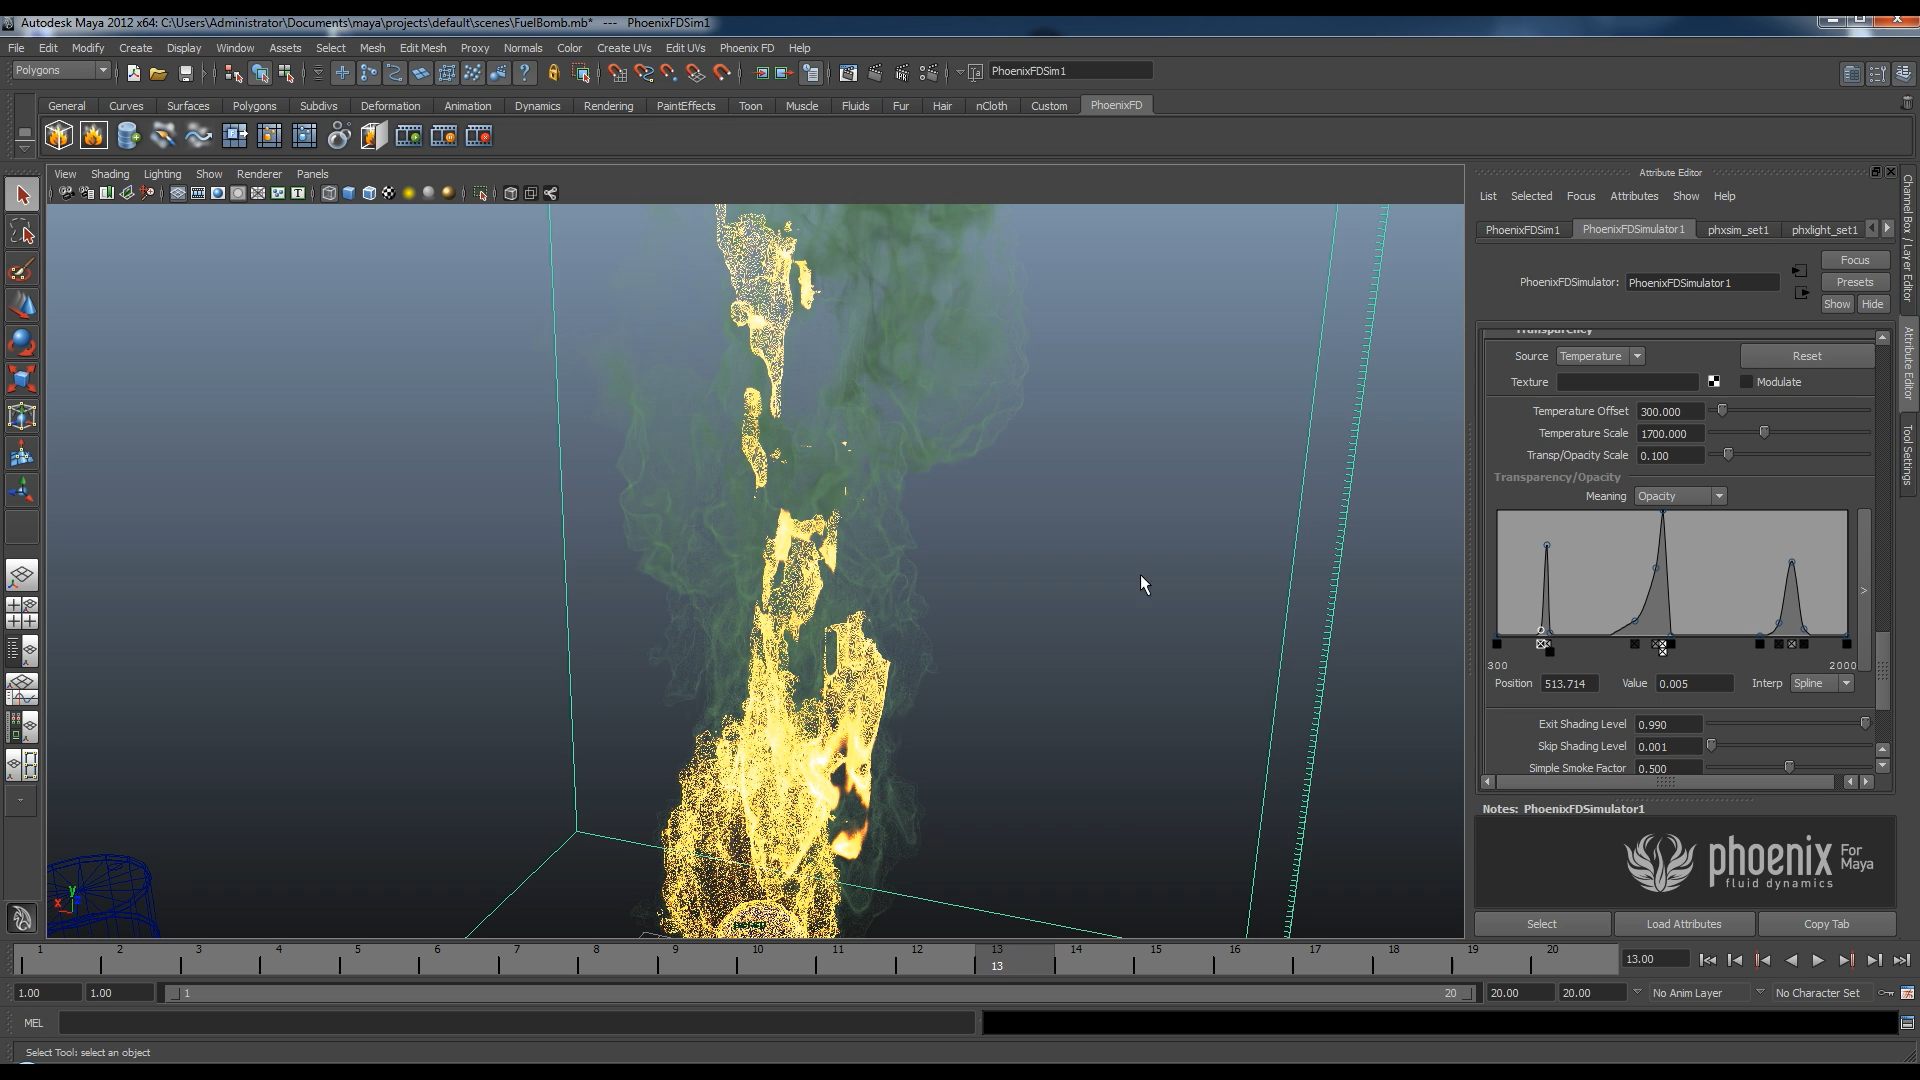 Autodesk Maya 2012 x64: C:\Users\Administrator\Documents\maya\projects\default\scenes\FuelBomb.mb* --- PhoenixFDSim1
File Edit Modify Create Display Window Assets Select Mesh Edit Mesh Proxy Normals Color Create UVs Edit UVs Phoenix FD Help
Polygons PhoenixFDSim1
General Curves Surfaces Polygons Subdivs Deformation Animation Dynamics Rendering PaintEffects Toon Muscle Fluids Fur Hair nCloth Custom PhoenixFD
View Shading Lighting Show Renderer Panels
Attribute Editor
List Selected Focus Attributes Show Help
PhoenixFDSim1 PhoenixFDSimulator1 phxsim_set1 phxlight_set1
Focus
PhoenixFDSimulator: PhoenixFDSimulator1 Presets
Show Hide
Transparency
Source Temperature Reset
Texture Modulate
Temperature Offset 300.000
Temperature Scale 1700.000
Transp/Opacity Scale 0.100
Transparency/Opacity
Meaning Opacity
>
300 2000
Position 513.714 Value 0.005 Interp Spline
Exit Shading Level 0.990
Skip Shading Level 0.001
Simple Smoke Factor 0.500
Notes: PhoenixFDSimulator1
phoenix For Maya
fluid dynamics
Select Load Attributes Copy Tab
Channel Box / Layer Editor
Attribute Editor
Tool Settings
y
x z
1 2 3 4 5 6 7 8 9 10 11 12 13 14 15 16 17 18 19 20
13 13.00
1.00 1.00 1 20 20.00 20.00 No Anim Layer No Character Set
MEL
Select Tool: select an object